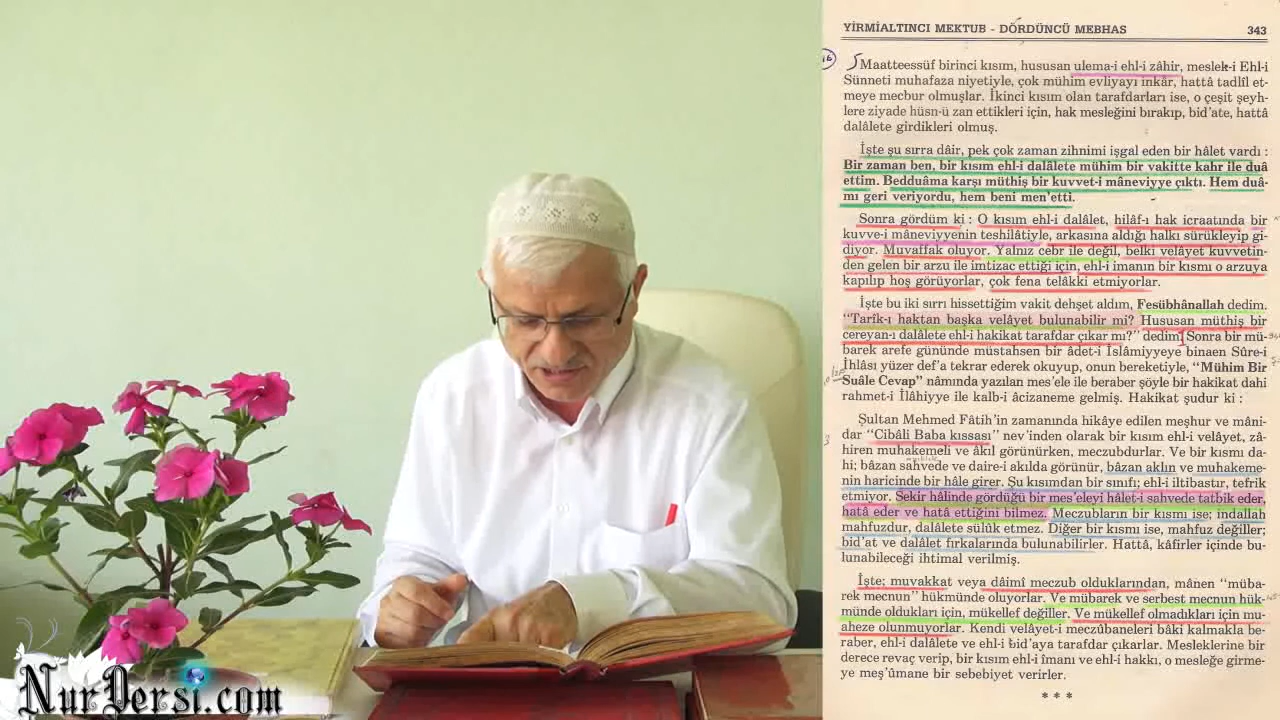 YİRMİALTINCI MEKTUB - DÖRDÜNCÜ MEBHAS 343
Maatteessüf birinci kısım, hususan ulema-i ehl-i zâhir, meslek-i Ehl-i
Sünneti muhafaza niyetiyle, çok mühim evliyayı inkâr, hattâ tadlîl et-
meye mecbur olmuşlar. İkinci kısım olan tarafdarları ise, o çeşit şeyh-
lere ziyade hüsn-ü zan ettikleri için, hak mesleğini bırakıp, bid'ate, hattâ
dalâlete girdikleri olmuş.
İşte şu sırra dâir, pek çok zaman zihnimi işgal eden bir hâlet vardı :
Bir zaman ben, bir kısım ehl-i dalâlete mühim bir vakitte kahr ile duâ
ettim. Bedduâma karşı müthiş bir kuvvet-i mâneviyye çıktı. Hem duâ-
mı geri veriyordu, hem beni men'etti.
Sonra gördüm ki : O kısım ehl-i dalâlet, hilâf-ı hak icraatında bir
kuvve-i mâneviyyenin teshilâtiyle, arkasına aldığı halkı sürükleyip gi-
diyor. Muvaffak oluyor. Yalnız cebr ile değil, belki velâyet kuvvetin-
den gelen bir arzu ile imtizac ettiği için, ehl-i imanın bir kısmı o arzuya
kapılıp hoş görüyorlar, çok fena telâkki etmiyorlar.
İşte bu iki sırrı hissettiğim vakit dehşet aldım, Fesübhânallah dedim.
"Tarîk-ı haktan başka velâyet bulunabilir mi? Hususan müthiş bir
cereyan-ı dalâlete ehl-i hakikat tarafdar çıkar mı?" dedim. Sonra bir mü-
barek arefe gününde müstahsen bir âdet-i İslâmiyyeye binaen Sûre-i
İhlâsı yüzer def'a tekrar ederek okuyup, onun bereketiyle, "Mühim Bir
Suâle Cevap" nâmında yazılan mes'ele ile beraber şöyle bir hakikat dahi
rahmet-i İlâhiyye ile kalb-i âcizaneme gelmiş. Hakikat şudur ki :
Sultan Mehmed Fâtih'in zamanında hikâye edilen meşhur ve mâni-
dar "Cibâli Baba kıssası" nev'inden olarak bir kısım ehl-i velâyet, zâ-
hiren muhakemeli ve âkıl görünürken, meczubdurlar. Ve bir kısmı da-
hi; bâzan sahvede ve daire-i akılda görünür, bâzan aklın ve muhakeme-
nin haricinde bir hâle girer. Şu kısımdan bir sınıfı; ehl-i iltibastır, tefrik
etmiyor. Sekir hâlinde gördüğü bir mes'eleyi hâlet-i sahvede tatbik eder,
hatâ eder ve hatâ ettiğini bilmez. Meczubların bir kısmı ise; indallah
mahfuzdur, dalâlete sülûk etmez. Diğer bir kısmı ise, mahfuz değiller;
bid'at ve dalâlet fırkalarında bulunabilirler. Hattâ, kâfirler içinde bu-
lunabileceği ihtimal verilmiş.
İşte; muvakkat veya dâimî meczub olduklarından, mânen "müba-
rek mecnun" hükmünde oluyorlar. Ve mübarek ve serbest mecnun hük-
münde oldukları için, mükellef değiller. Ve mükellef olmadıkları için mu-
aheze olunmuyorlar. Kendi velâyet-i meczûbaneleri bâki kalmakla be-
raber, ehl-i dalâlete ve ehl-i bid'aya tarafdar çıkarlar. Mesleklerine bir
derece revaç verip, bir kısım ehl-i îmanı ve ehl-i hakkı, o mesleğe girme-
ye meş'ûmane bir sebebiyet verirler.
* * *
NurDersi.com